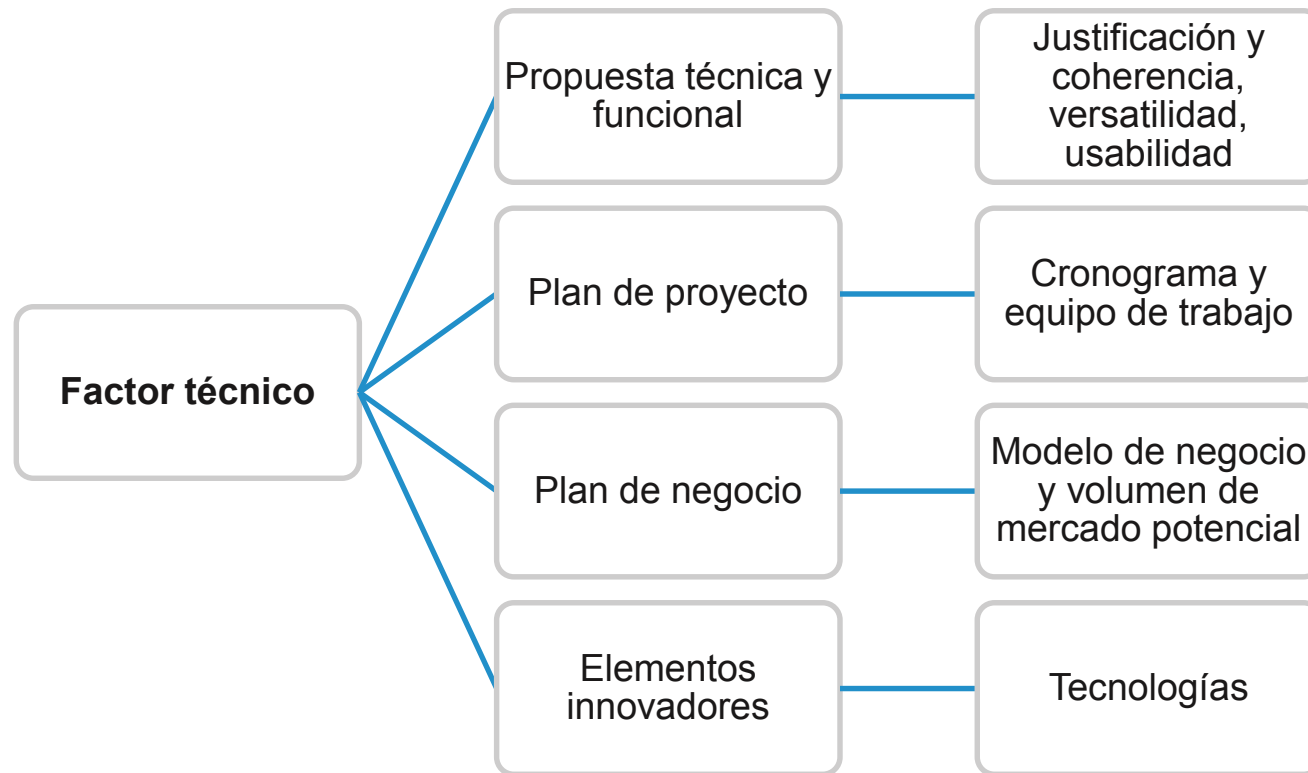 Factor técnico
Propuesta técnica y
funcional
Justificación y
coherencia,
versatilidad,
usabilidad
Plan de proyecto
Cronograma y
equipo de trabajo
Plan de negocio
Modelo de negocio
y volumen de
mercado potencial
Elementos
innovadores
Tecnologías